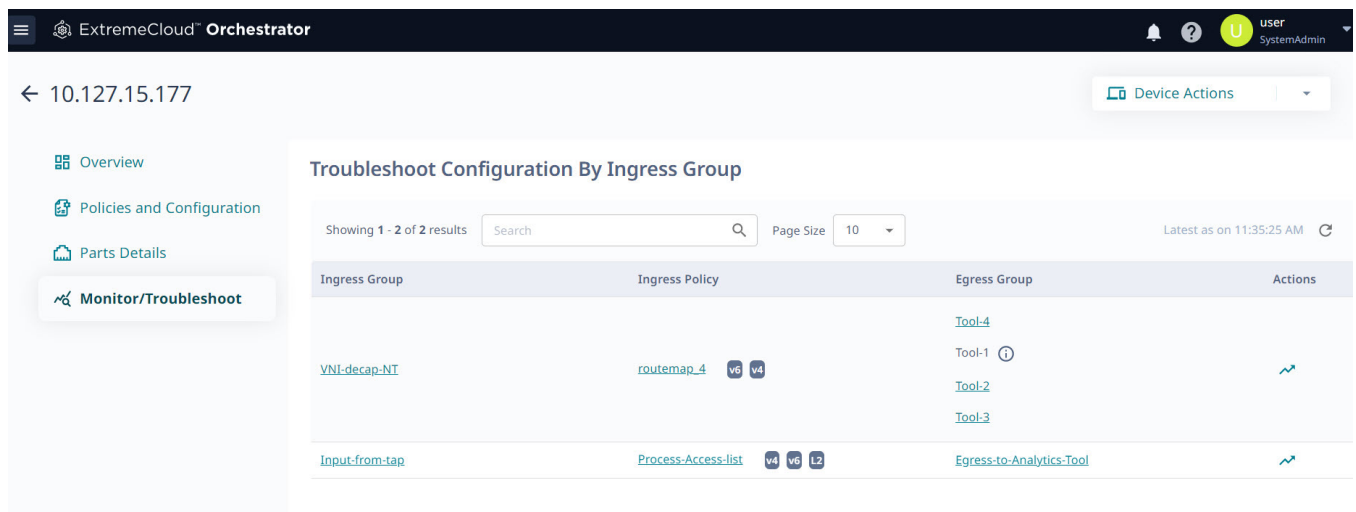 ExtremeCloud™ Orchestrator
U
user
SystemAdmin
10.127.15.177
Device Actions
Overview
Policies and Configuration
Parts Details
Monitor/Troubleshoot
Troubleshoot Configuration By Ingress Group
Showing 1 - 2 of 2 results
Search
Page Size
10
Latest as on 11:35:25 AM
Ingress Group Ingress Policy Egress Group Actions
VNI-decap-NT
routemap_4 v6 v4
Tool-4
Tool-1
Tool-2
Tool-3
Input-from-tap Process-Access-list v4 v6 L2 Egress-to-Analytics-Tool